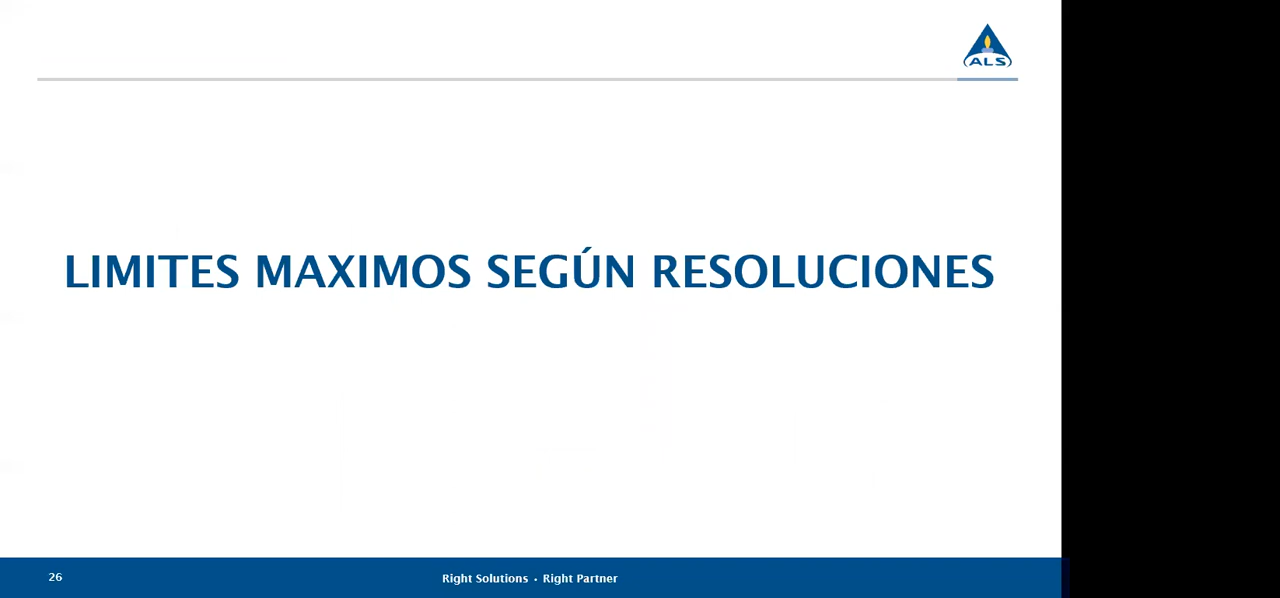 ALS
LIMITES MAXIMOS SEGÚN RESOLUCIONES
26
Right Solutions • Right Partner